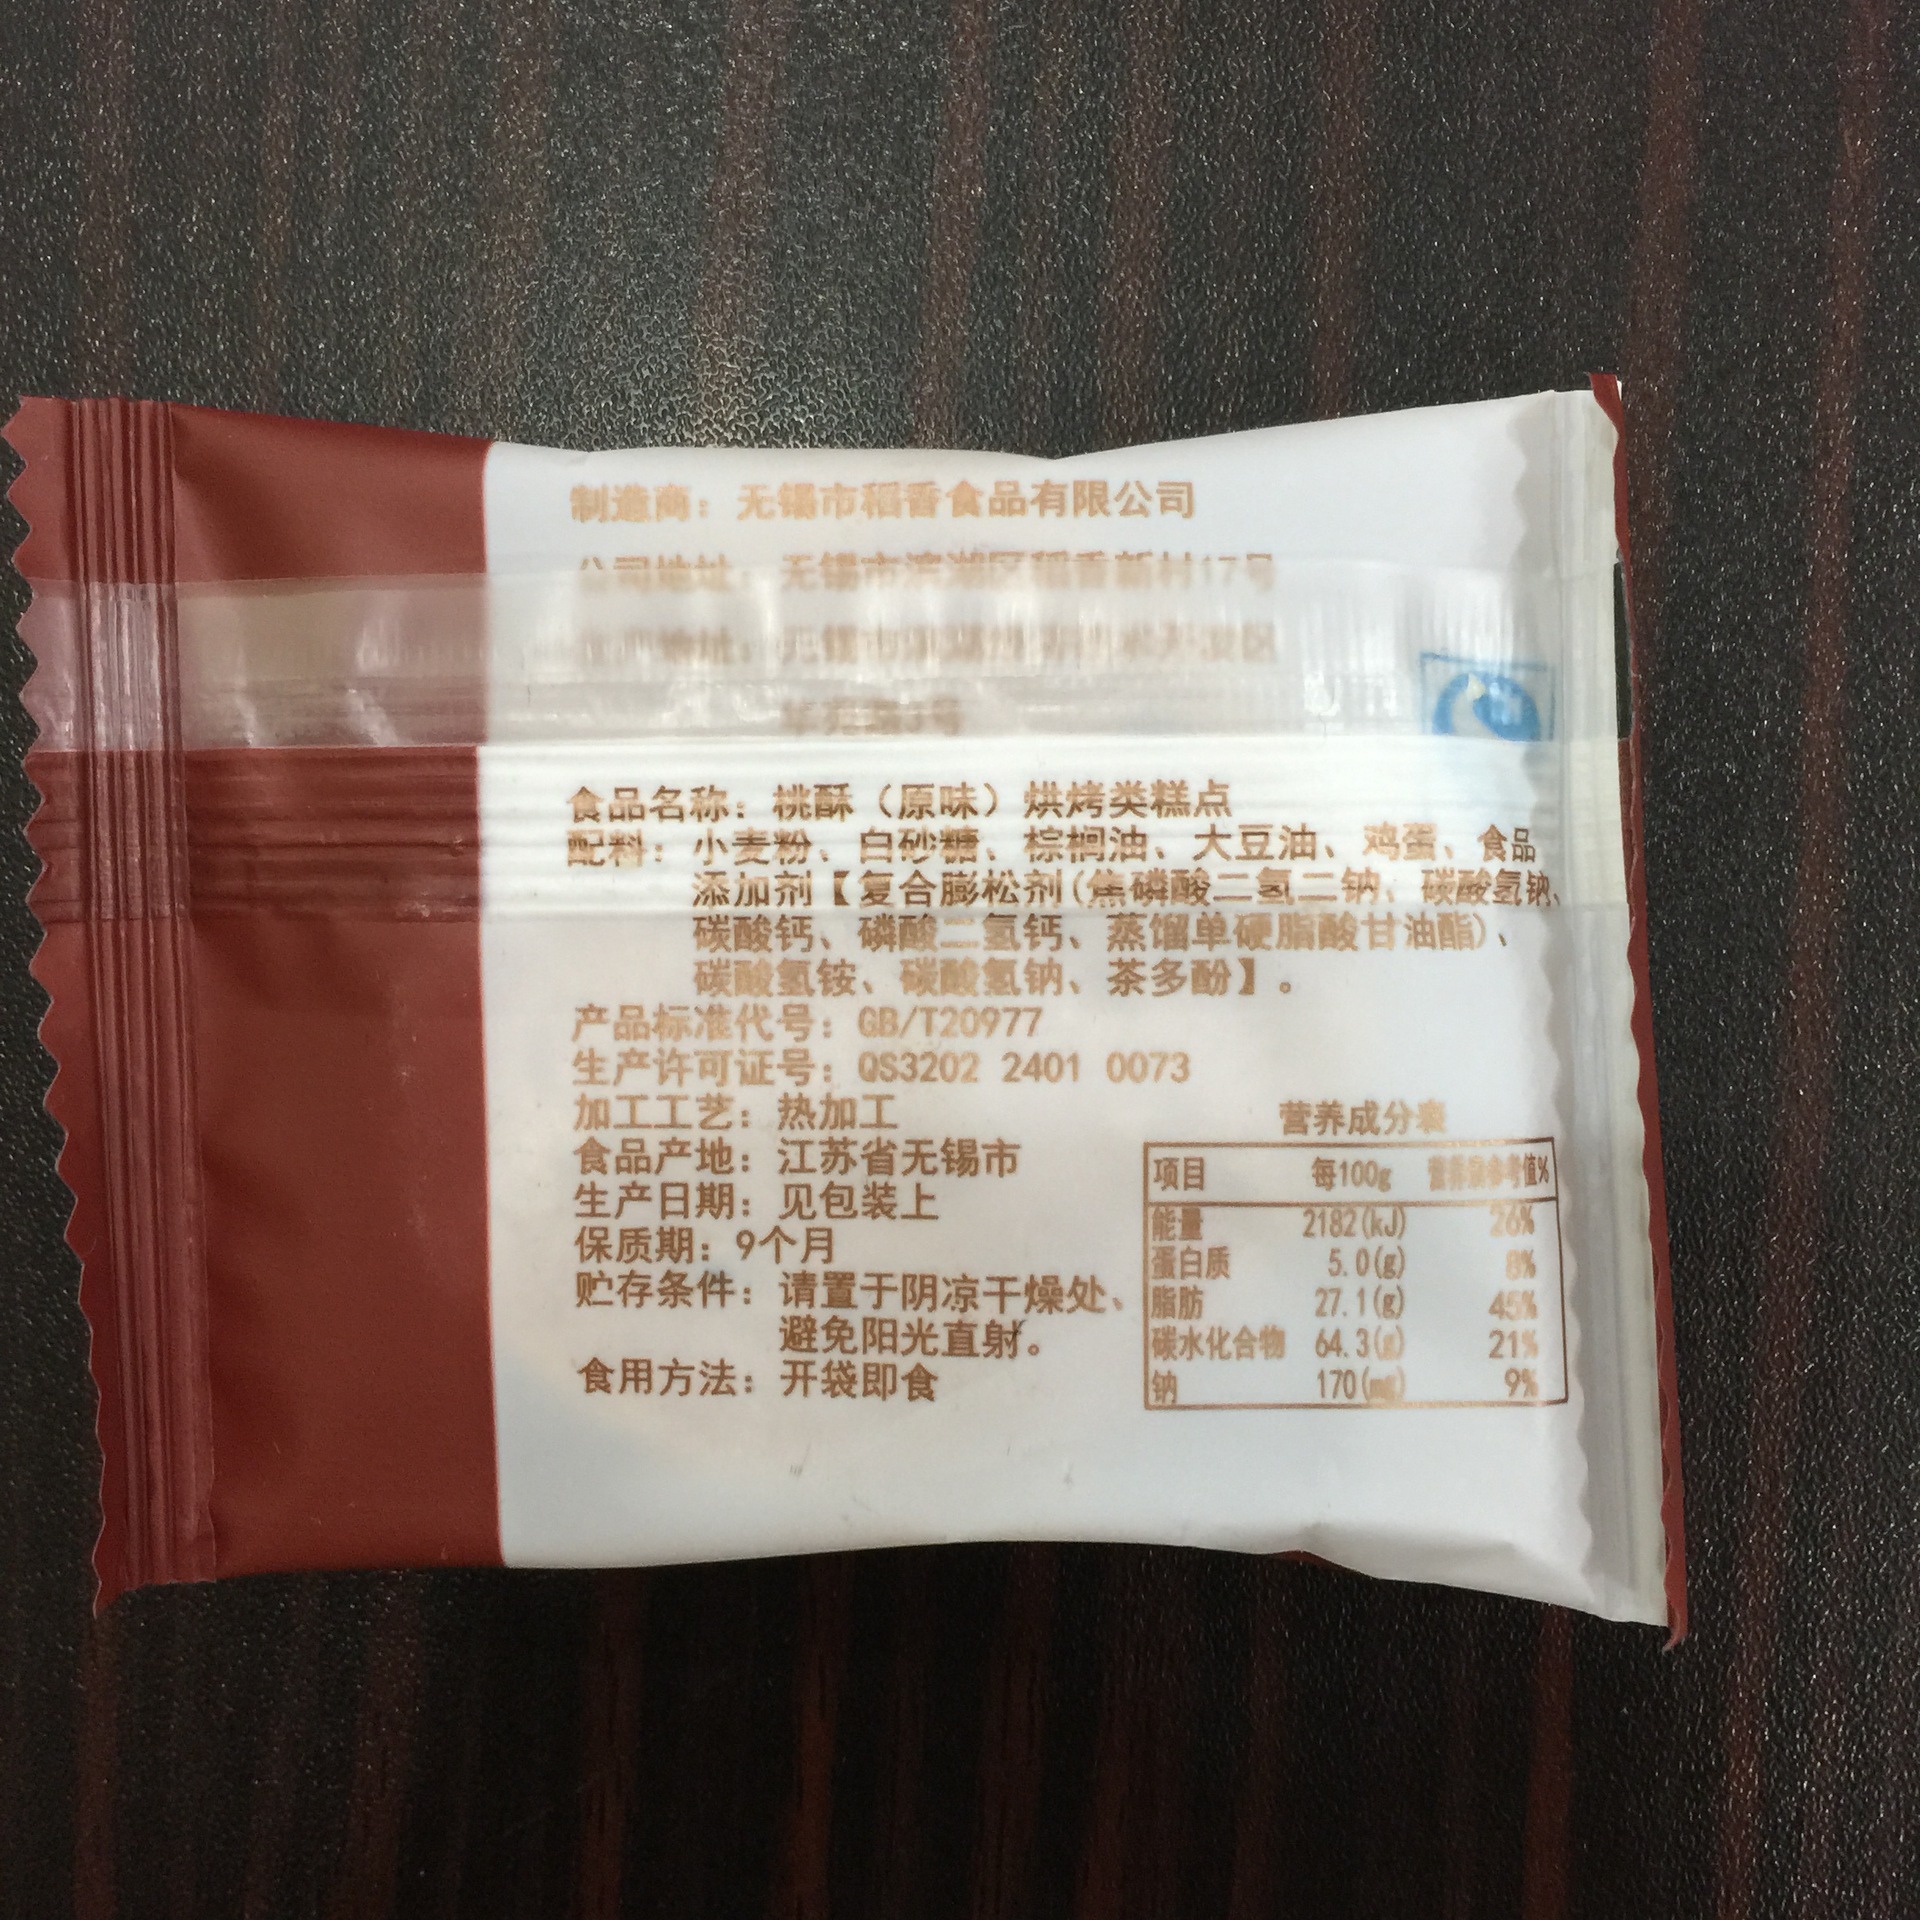 制造商：无锡市稻香食品有限公司
公司地址：无锡市滨湖区稻香新村17号
食品名称：桃酥（原味）烘烤类糕点
配料：小麦粉、白砂糖、棕榈油、大豆油、鸡蛋、食品
添加剂【复合膨松剂(焦磷酸二氢二钠、碳酸氢钠、
碳酸钙、磷酸二氢钙、蒸馏单硬脂酸甘油酯)、
碳酸氢铵、碳酸氢钠、茶多酚】。
产品标准代号：GB/T20977
生产许可证号：QS3202 2401 0073
加工工艺：热加工
食品产地：江苏省无锡市
生产日期：见包装上
保质期：9个月
贮存条件：请置于阴凉干燥处、
避免阳光直射。
食用方法：开袋即食
营养成分表
项目 每100g 营养素参考值%
能量 2182(kJ) 26%
蛋白质 5.0(g) 8%
脂肪 27.1(g) 45%
碳水化合物 64.3(g) 21%
钠 170(mg) 9%